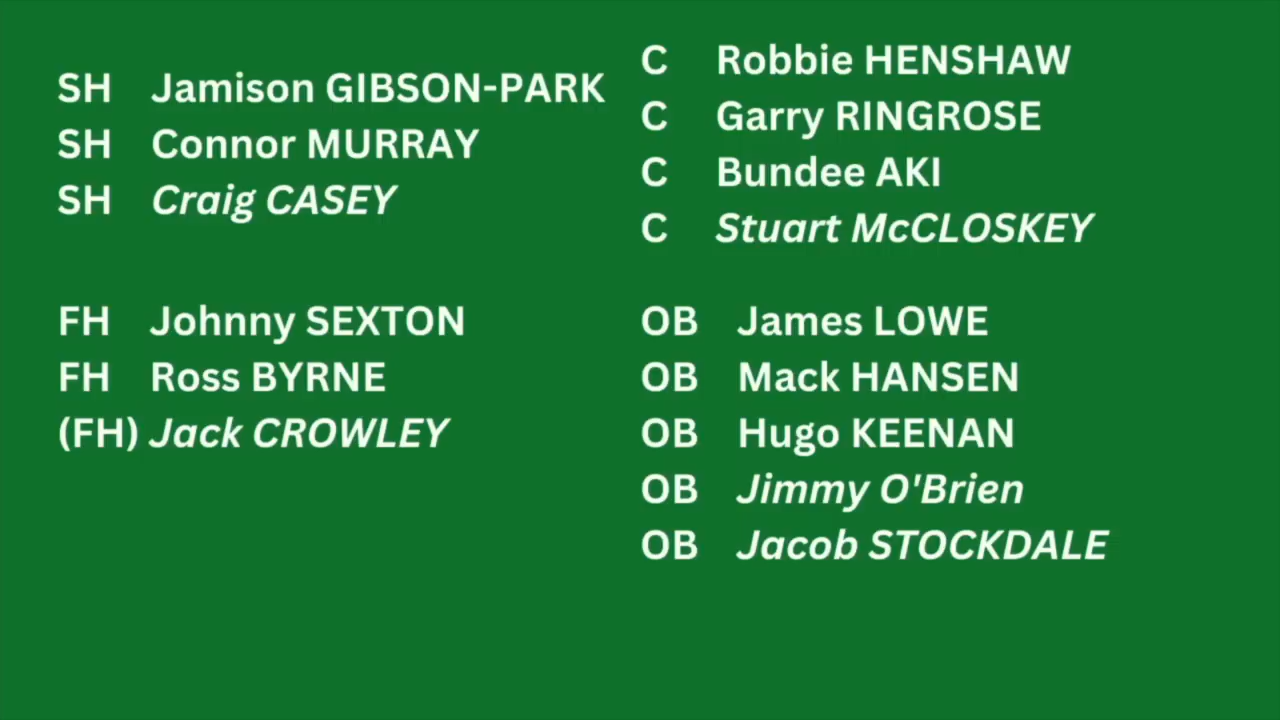 SH Jamison GIBSON-PARK
SH Connor MURRAY
SH Craig CASEY
FH Johnny SEXTON
FH Ross BYRNE
(FH) Jack CROWLEY
C Robbie HENSHAW
C Garry RINGROSE
C Bundee AKI
C Stuart McCLOSKEY
OB James LOWE
OB Mack HANSEN
OB Hugo KEENAN
OB Jimmy O'Brien
OB Jacob STOCKDALE